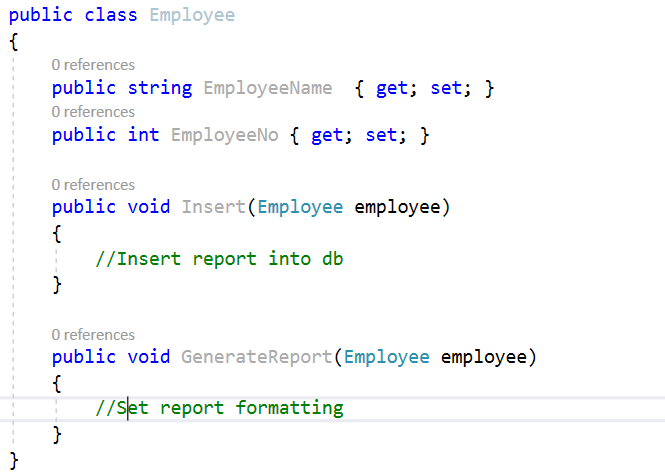 public class Employee
{
0 references
public string EmployeeName { get; set; }
0 references
public int EmployeeNo { get; set; }
0 references
public void Insert(Employee employee)
{
//Insert report into db
}
0 references
public void GenerateReport(Employee employee)
{
//Set report formatting
}
}